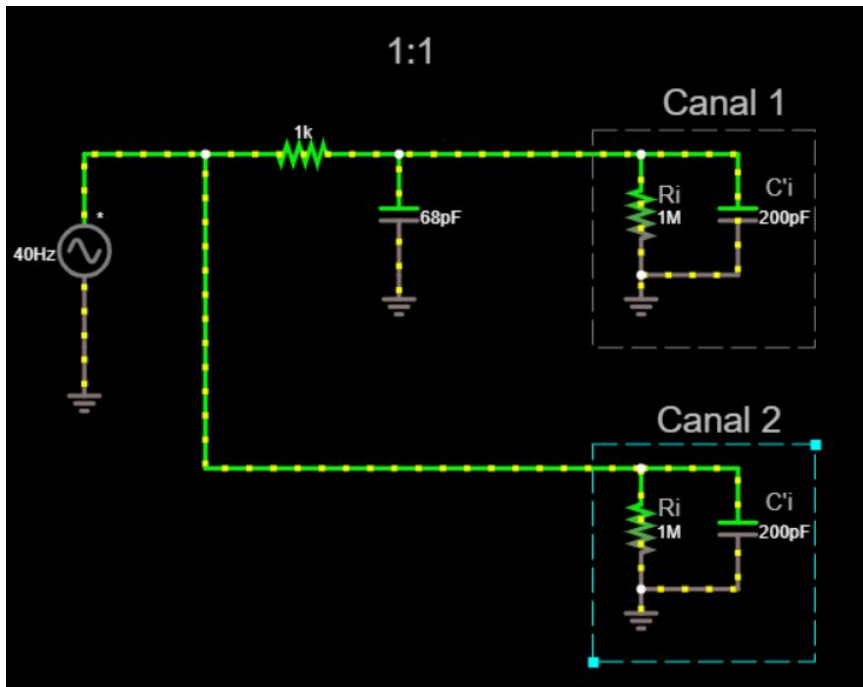 1:1
Canal 1
1k
Ri
1M
C'i
200pF
68pF
*
40Hz
Canal 2
Ri
1M
C'i
200pF